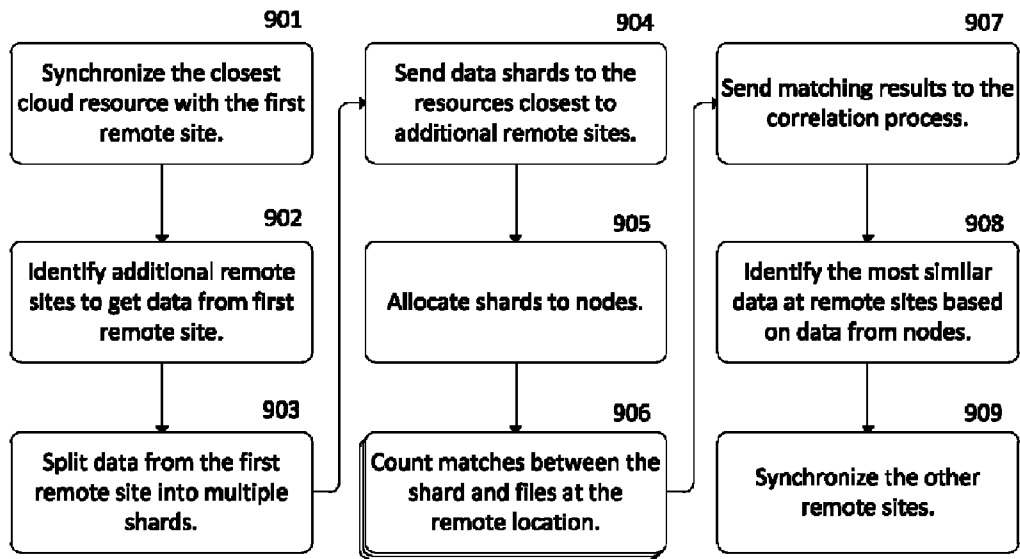 901
Synchronize the closest
cloud resource with the first
remote site.
902
Identify additional remote
sites to get data from first
remote site.
903
Split data from the first
remote site into multiple
shards.
904
Send data shards to the
resources closest to
additional remote sites.
905
Allocate shards to nodes.
906
Count matches between the
shard and files at the
remote location.
907
Send matching results to the
correlation process.
908
Identify the most similar
data at remote sites based
on data from nodes.
909
Synchronize the other
remote sites.